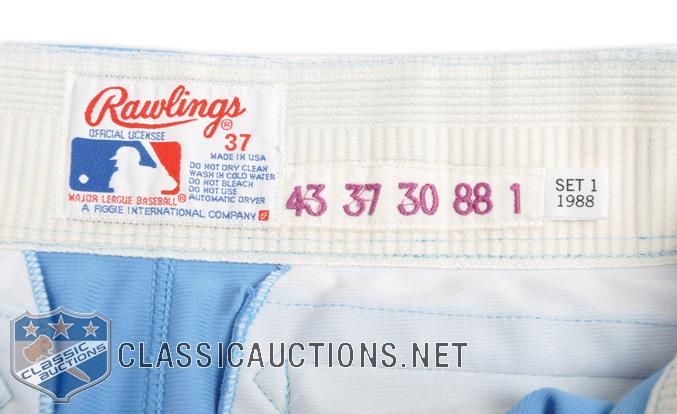 Rawlings®
OFFICIAL LICENSEE
37
MADE IN USA
DO NOT DRY CLEAN
WASH IN COLD WATER
DO NOT BLEACH
DO NOT USE
AUTOMATIC DRYER
MAJOR LEAGUE BASEBALL®
A FIGGIE INTERNATIONAL COMPANY
43 37 30 88 1
SET 1
1988
CLASSIC
AUCTIONS
CLASSICAUCTIONS.NET